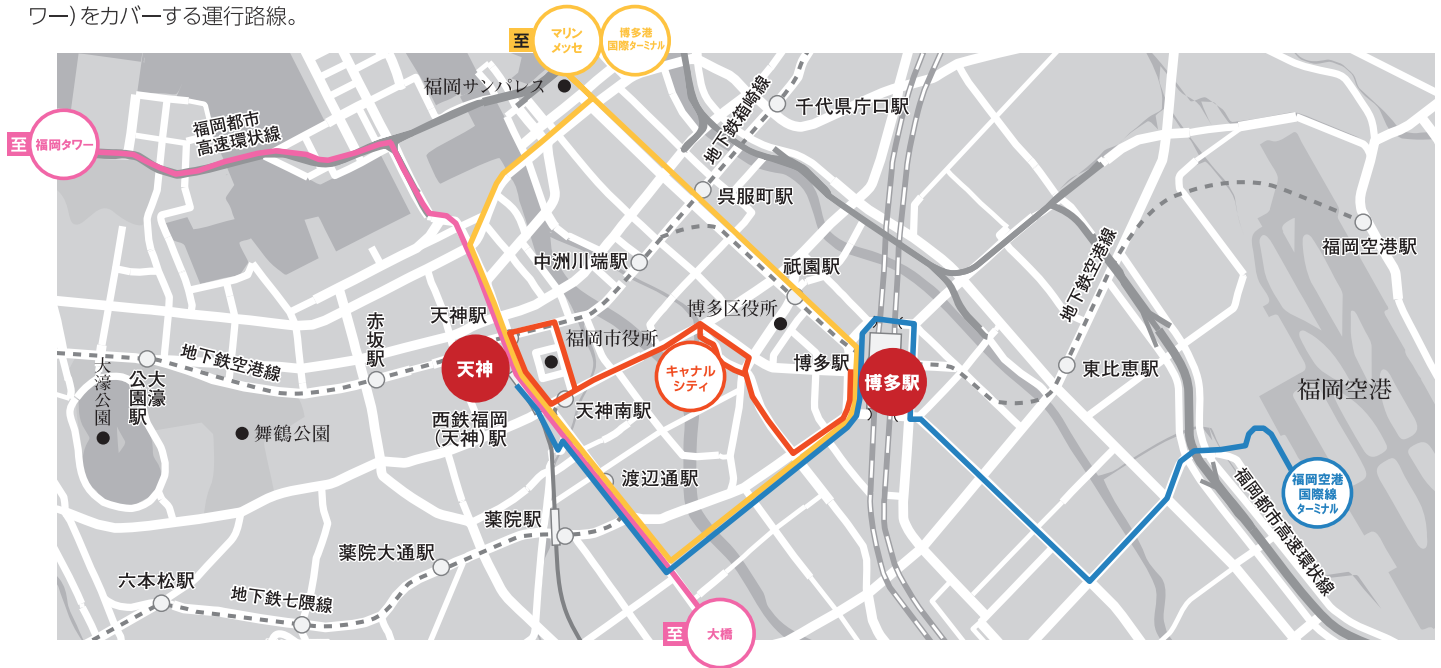 ワー）をカバーする運行路線。
至
マリン
メッセ
博多港
国際ターミナル
福岡サンパレス
千代県庁口駅
地下鉄箱崎線
福岡都市
高速環状線
至
福岡タワー
呉服町駅
福岡空港駅
地下鉄空港線
中洲川端駅
祇園駅
博多区役所
天神駅
赤坂駅
福岡市役所
地下鉄空港線
大濠公園
大濠
公園駅
天神
キャナル
シティ
博多駅
博多駅
東比恵駅
福岡空港
西鉄福岡
（天神）駅
天神南駅
舞鶴公園
渡辺通駅
福岡空港
国際線
ターミナル
福岡都市高速環状線
薬院駅
薬院大通駅
六本松駅
地下鉄七隈線
至
大橋